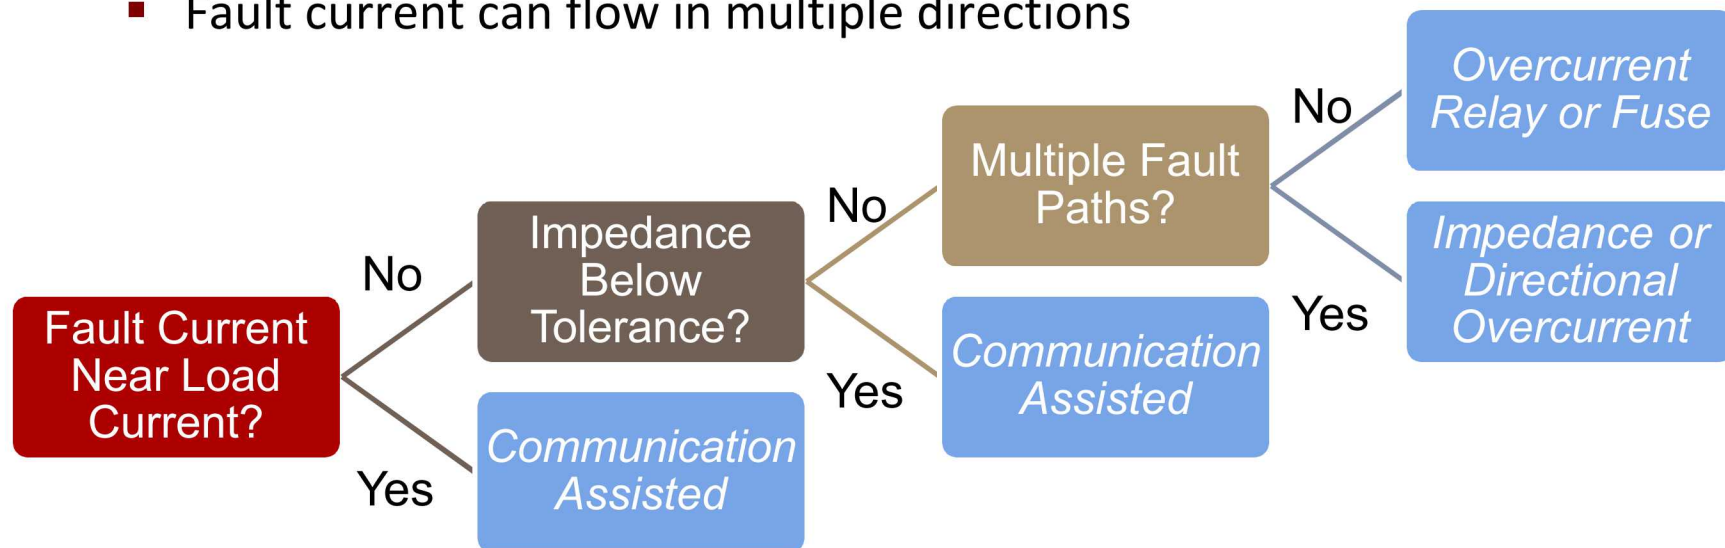 ▪ Fault current can flow in multiple directions
Fault Current
Near Load
Current?
No
Yes
Impedance
Below
Tolerance?
Communication
Assisted
No
Yes
Multiple Fault
Paths?
Communication
Assisted
No
Yes
Overcurrent
Relay or Fuse
Impedance or
Directional
Overcurrent